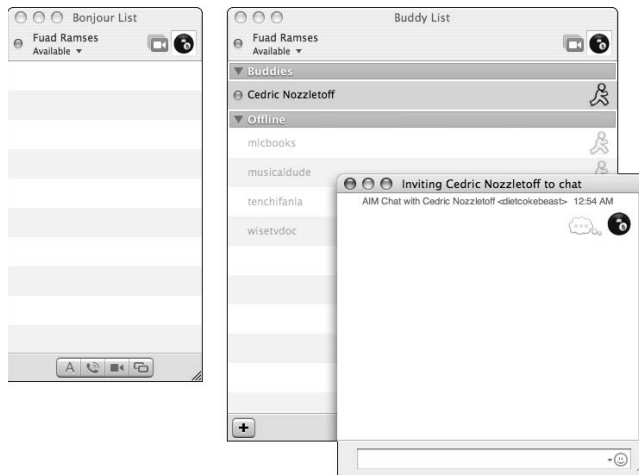 Bonjour List
Fuad Ramses
Available
A
Buddy List
Fuad Ramses
Available
Buddies
Cedric Nozzletoff
Offline
micbooks
musicaldude
tenchifania
wisetvdoc
Inviting Cedric Nozzletoff to chat
AIM Chat with Cedric Nozzletoff <dietcokebeast> 12:54 AM